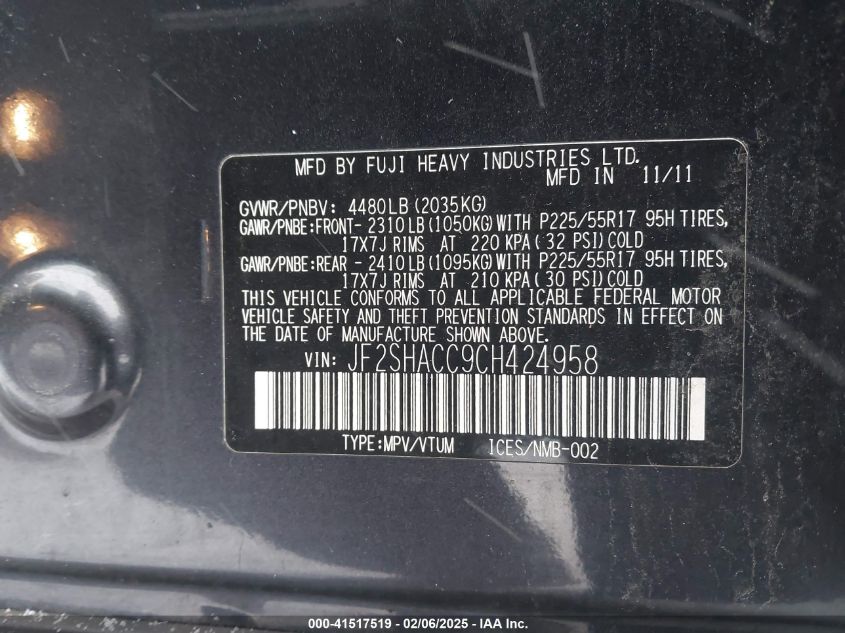 MFD BY FUJI HEAVY INDUSTRIES LTD.
MFD IN 11/11
GVWR/PNBV: 4480LB (2035KG)
GAWR/PNBE:FRONT- 2310LB (1050KG) WITH P225/55R17 95H TIRES,
17X7J RIMS AT 220 KPA ( 32 PSI) COLD
GAWR/PNBE:REAR - 2410LB (1095KG) WITH P225/55R17 95H TIRES,
17X7J RIMS AT 210 KPA ( 30 PSI) COLD
THIS VEHICLE CONFORMS TO ALL APPLICABLE FEDERAL MOTOR
VEHICLE SAFETY AND THEFT PREVENTION STANDARDS IN EFFECT ON
THE DATE OF MANUFACTURE SHOWN ABOVE.
VIN: JF2SHACC9CH424958
TYPE:MPV/VTUM ICES/NMB-002
000-41517519 - 02/06/2025 - IAA Inc.